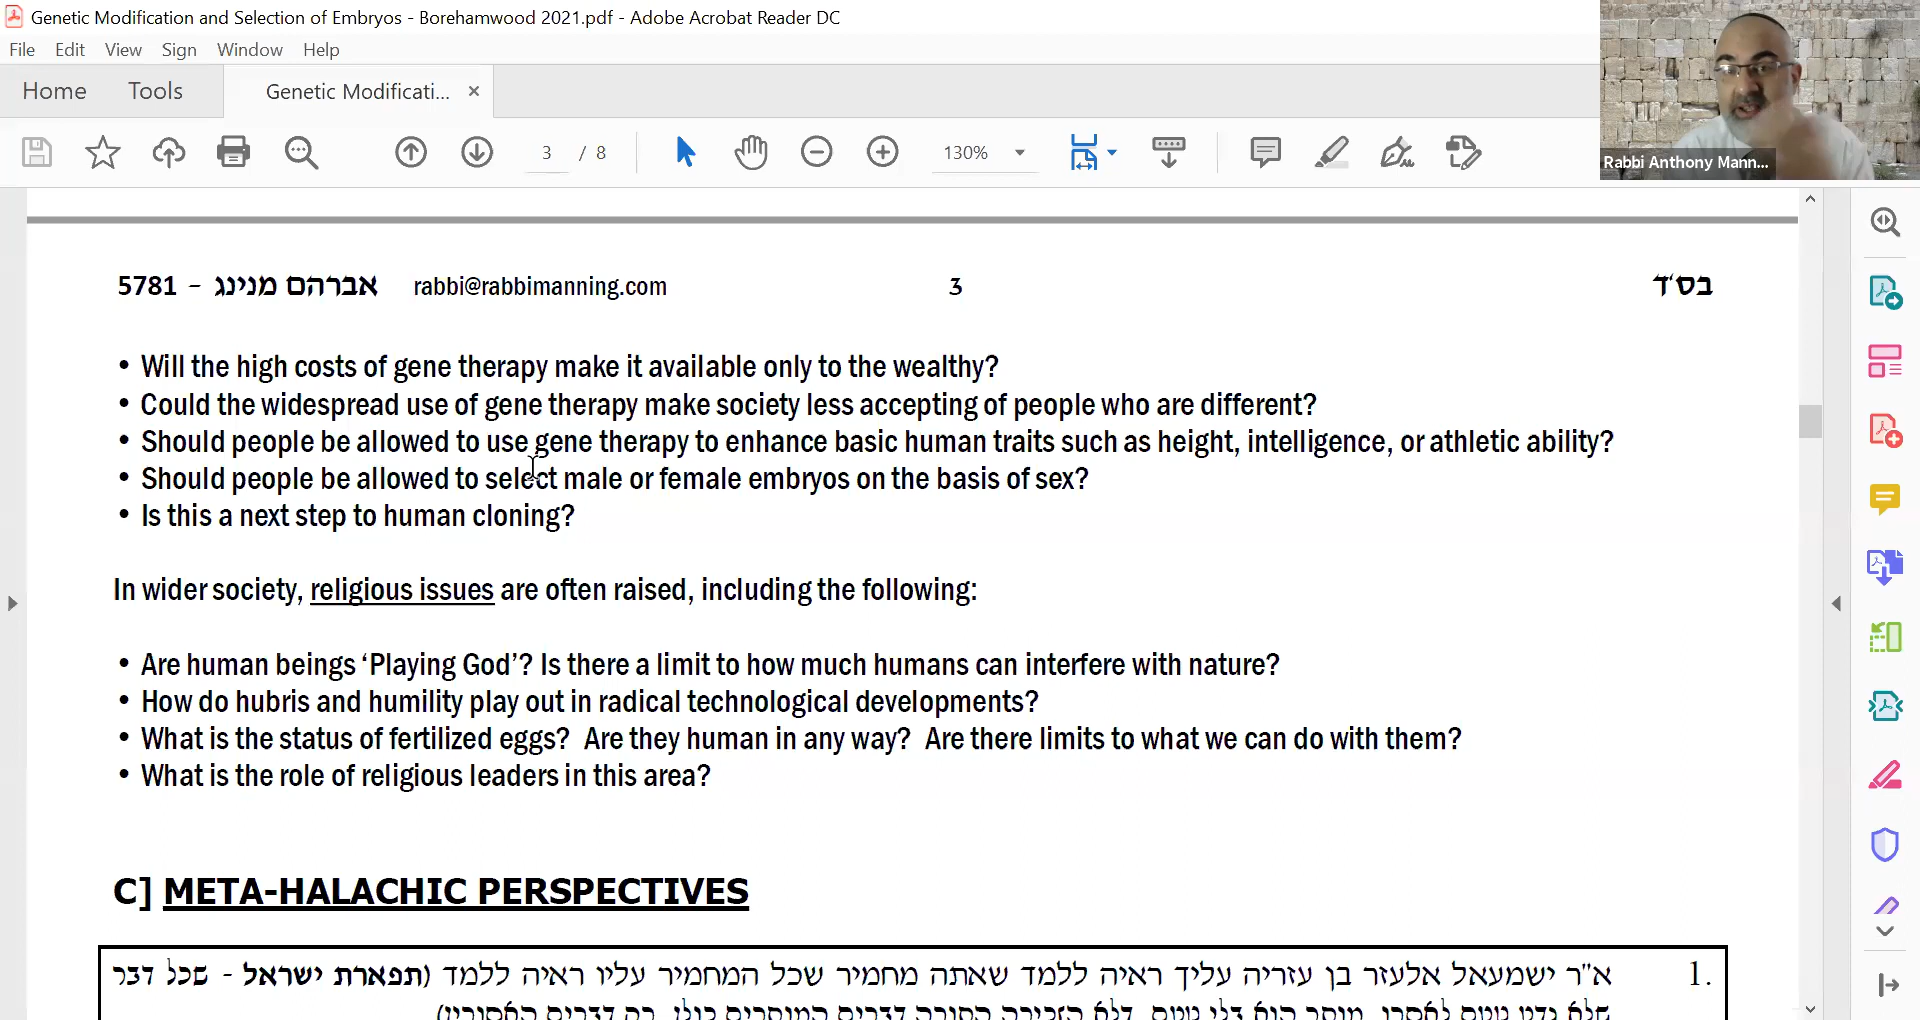 Genetic Modification and Selection of Embryos - Borehamwood 2021.pdf - Adobe Acrobat Reader DC
File Edit View Sign Window Help
Home Tools Genetic Modificati... ×
3 / 8 130%
Rabbi Anthony Mann...
5781 - אברהם מנינג rabbi@rabbimanning.com 3 בס'ד
• Will the high costs of gene therapy make it available only to the wealthy?
• Could the widespread use of gene therapy make society less accepting of people who are different?
• Should people be allowed to use gene therapy to enhance basic human traits such as height, intelligence, or athletic ability?
• Should people be allowed to select male or female embryos on the basis of sex?
• Is this a next step to human cloning?
In wider society, religious issues are often raised, including the following:
• Are human beings ‘Playing God’? Is there a limit to how much humans can interfere with nature?
• How do hubris and humility play out in radical technological developments?
• What is the status of fertilized eggs? Are they human in any way? Are there limits to what we can do with them?
• What is the role of religious leaders in this area?
C] META-HALACHIC PERSPECTIVES
1. א"ר ישמעאל אלעזר בן עזריה עליך ראיה ללמד שאתה מחמיר שכל המחמיר עליו ראיה ללמד (תפארת ישראל - שכל דבר